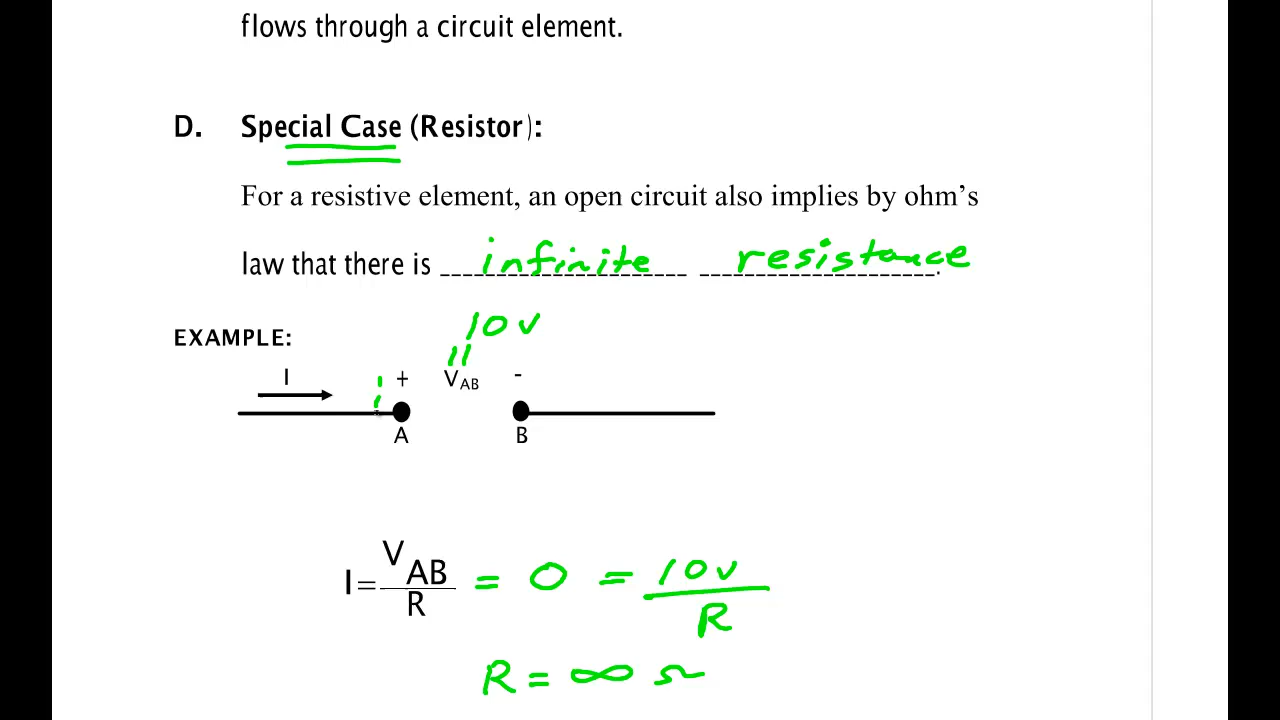 flows through a circuit element.
D. Special Case (Resistor):
For a resistive element, an open circuit also implies by ohm's
law that there is infinite resistance.
10 v
EXAMPLE:
I + V_AB -
A B
I = V_AB / R = 0 = 10v / R
R = ∞ Ω